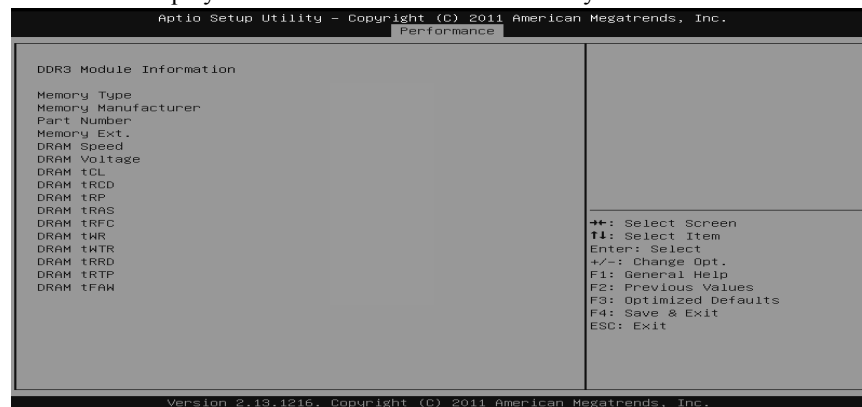 Aptio Setup Utility – Copyright (C) 2011 American Megatrends, Inc.
Performance
DDR3 Module Information
Memory Type
Memory Manufacturer
Part Number
Memory Ext.
DRAM Speed
DRAM Voltage
DRAM tCL
DRAM tRCD
DRAM tRP
DRAM tRAS
DRAM tRFC
DRAM tWR
DRAM tWTR
DRAM tRRD
DRAM tRTP
DRAM tFAW
→←: Select Screen
↑↓: Select Item
Enter: Select
+/-: Change Opt.
F1: General Help
F2: Previous Values
F3: Optimized Defaults
F4: Save & Exit
ESC: Exit
Version 2.13.1216. Copyright (C) 2011 American Megatrends, Inc.